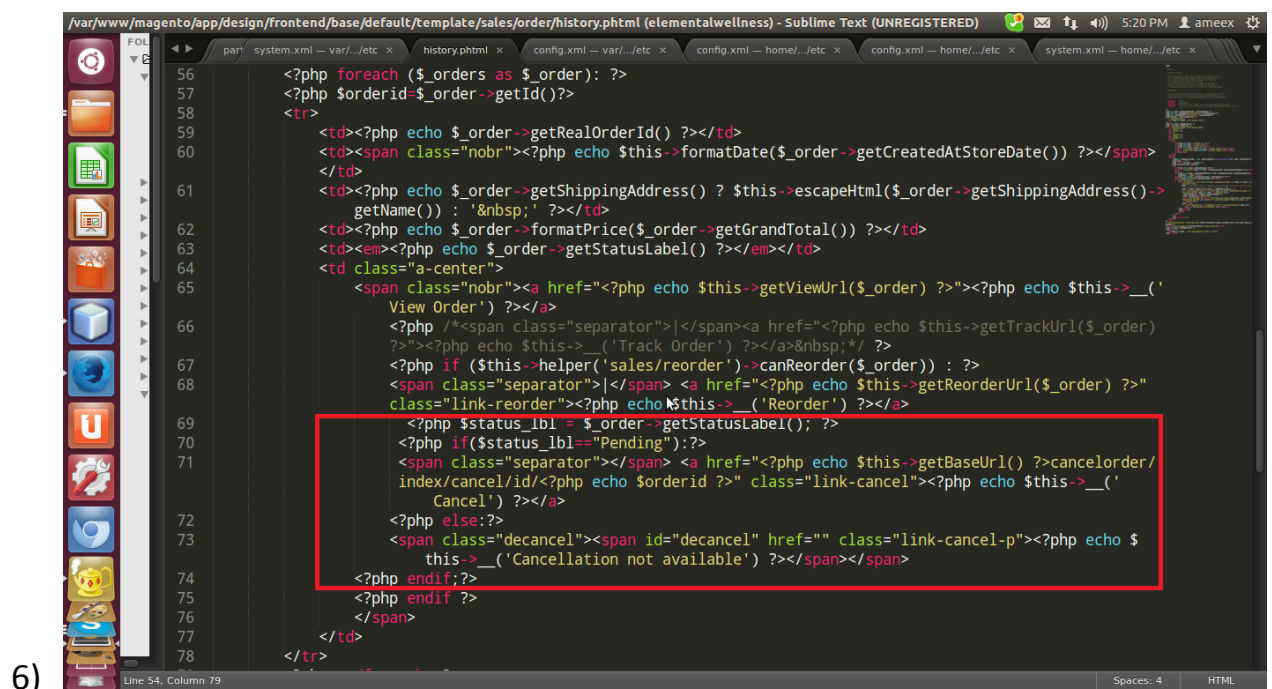 /var/www/magento/app/design/frontend/base/default/template/sales/order/history.phtml (elementalwellness) - Sublime Text (UNREGISTERED) 5:20 PM ameex
FOL part system.xml — var/.../etc × history.phtml × config.xml — var/.../etc × config.xml — home/.../etc × config.xml — home/.../etc × system.xml — home/.../etc ×
56 <?php foreach ($_orders as $_order): ?>
57 <?php $orderid=$_order->getId()?>
58 <tr>
59 <td><?php echo $_order->getRealOrderId() ?></td>
60 <td><span class="nobr"><?php echo $this->formatDate($_order->getCreatedAtStoreDate()) ?></span>
</td>
61 <td><?php echo $_order->getShippingAddress() ? $this->escapeHtml($_order->getShippingAddress()->
getName()) : '&nbsp;' ?></td>
62 <td><?php echo $_order->formatPrice($_order->getGrandTotal()) ?></td>
63 <td><em><?php echo $_order->getStatusLabel() ?></em></td>
64 <td class="a-center">
65 <span class="nobr"><a href="<?php echo $this->getViewUrl($_order) ?>"><?php echo $this->__('
View Order') ?></a>
66 <?php /*<span class="separator">|</span><a href="<?php echo $this->getTrackUrl($_order)
?>"><?php echo $this->__('Track Order') ?></a>&nbsp;*/ ?>
67 <?php if ($this->helper('sales/reorder')->canReorder($_order)) : ?>
68 <span class="separator">|</span> <a href="<?php echo $this->getReorderUrl($_order) ?>"
class="link-reorder"><?php echo $this->__('Reorder') ?></a>
69 <?php $status_lbl = $_order->getStatusLabel(); ?>
70 <?php if($status_lbl=="Pending"):?>
71 <span class="separator"></span> <a href="<?php echo $this->getBaseUrl() ?>cancelorder/
index/cancel/id/<?php echo $orderid ?>" class="link-cancel"><?php echo $this->__('
Cancel') ?></a>
72 <?php else:?>
73 <span class="decancel"><span id="decancel" href="" class="link-cancel-p"><?php echo $
this->__('Cancellation not available') ?></span></span>
74 <?php endif;?>
75 <?php endif ?>
76 </span>
77 </td>
78 </tr>
6)
Line 54, Column 79 Spaces: 4 HTML